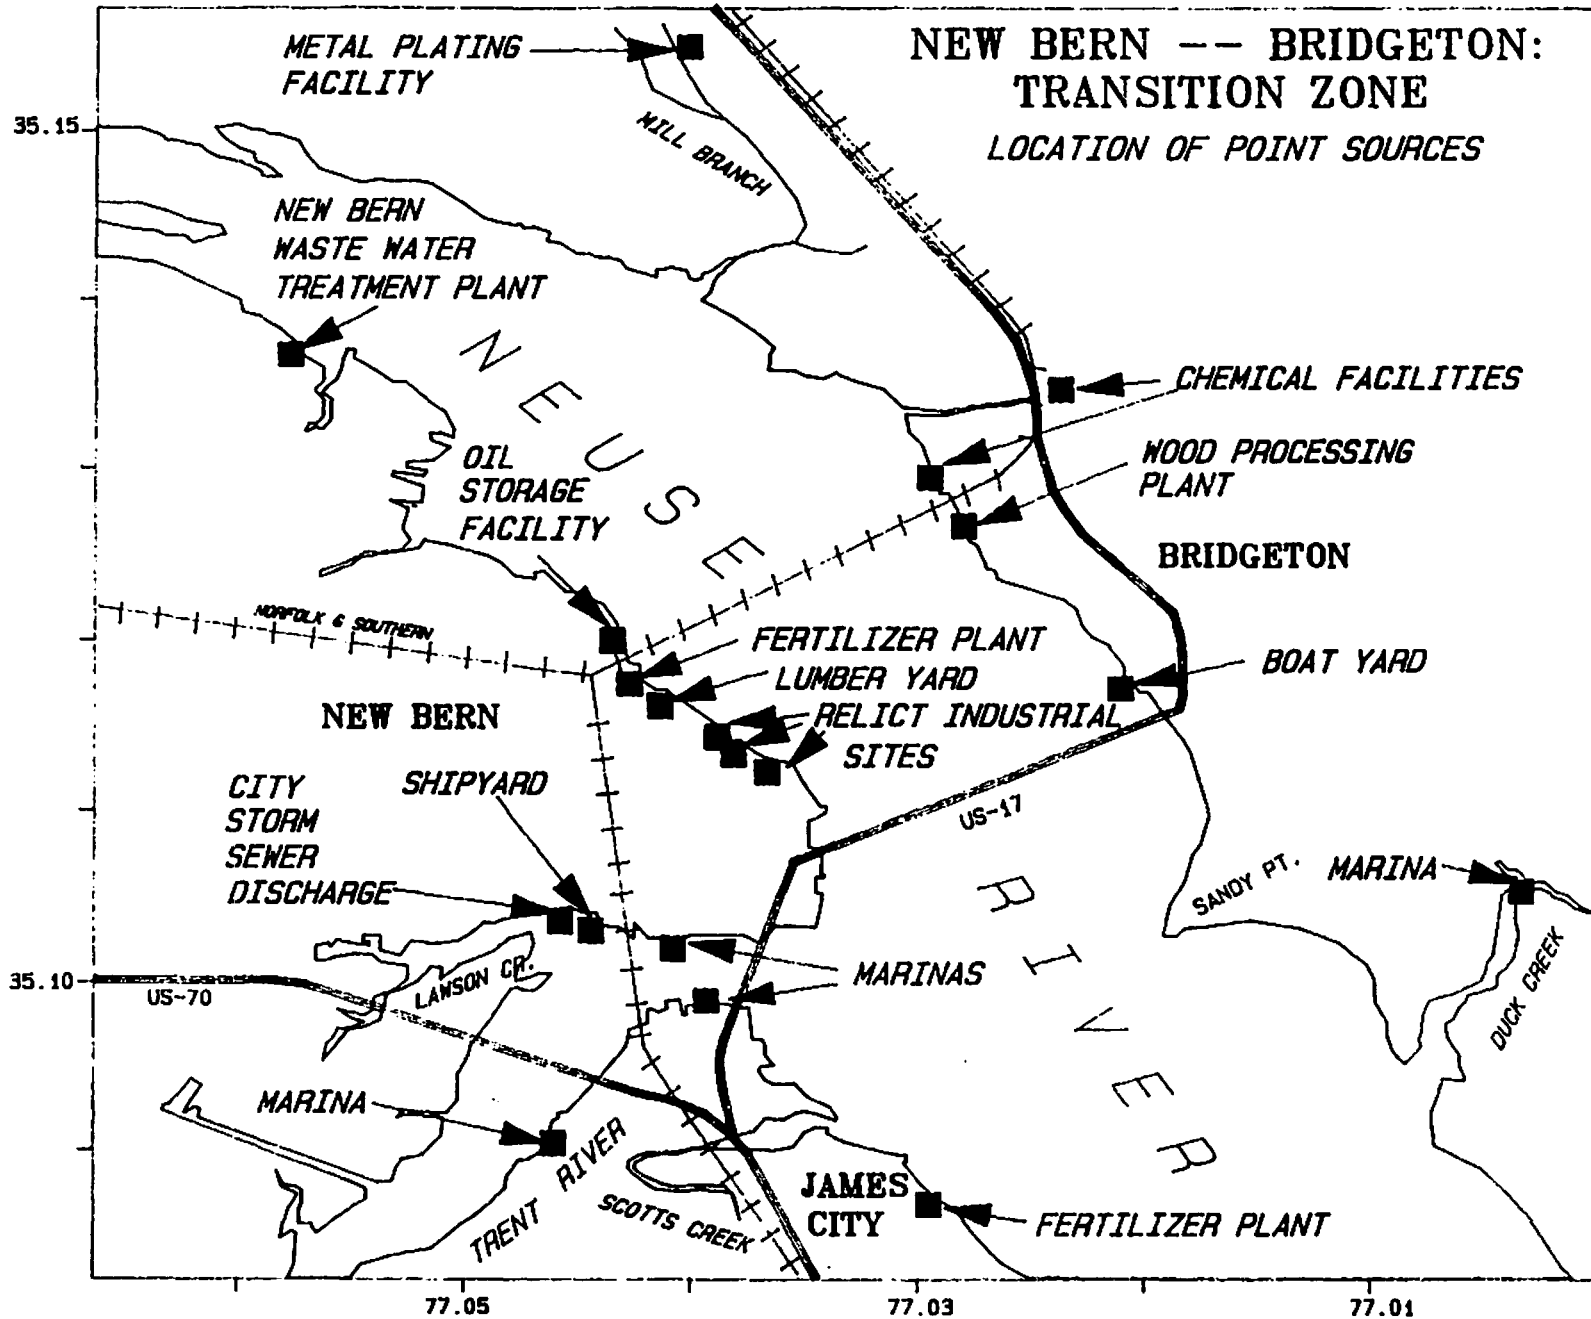 NEW BERN -- BRIDGETON:
TRANSITION ZONE
LOCATION OF POINT SOURCES
METAL PLATING
FACILITY
MILL BRANCH
35.15
NEW BERN
WASTE WATER
TREATMENT PLANT
NEUSE
CHEMICAL FACILITIES
OIL
STORAGE
FACILITY
WOOD PROCESSING
PLANT
BRIDGETON
NORFOLK & SOUTHERN
FERTILIZER PLANT
LUMBER YARD
BOAT YARD
NEW BERN
RELICT INDUSTRIAL
SITES
CITY
STORM
SEWER
DISCHARGE
SHIPYARD
US-17
RIVER
SANDY PT.
MARINA
DUCK CREEK
35.10
US-70
LAWSON CR.
MARINAS
MARINA
TRENT RIVER
SCOTTS CREEK
JAMES
CITY
FERTILIZER PLANT
77.05
77.03
77.01